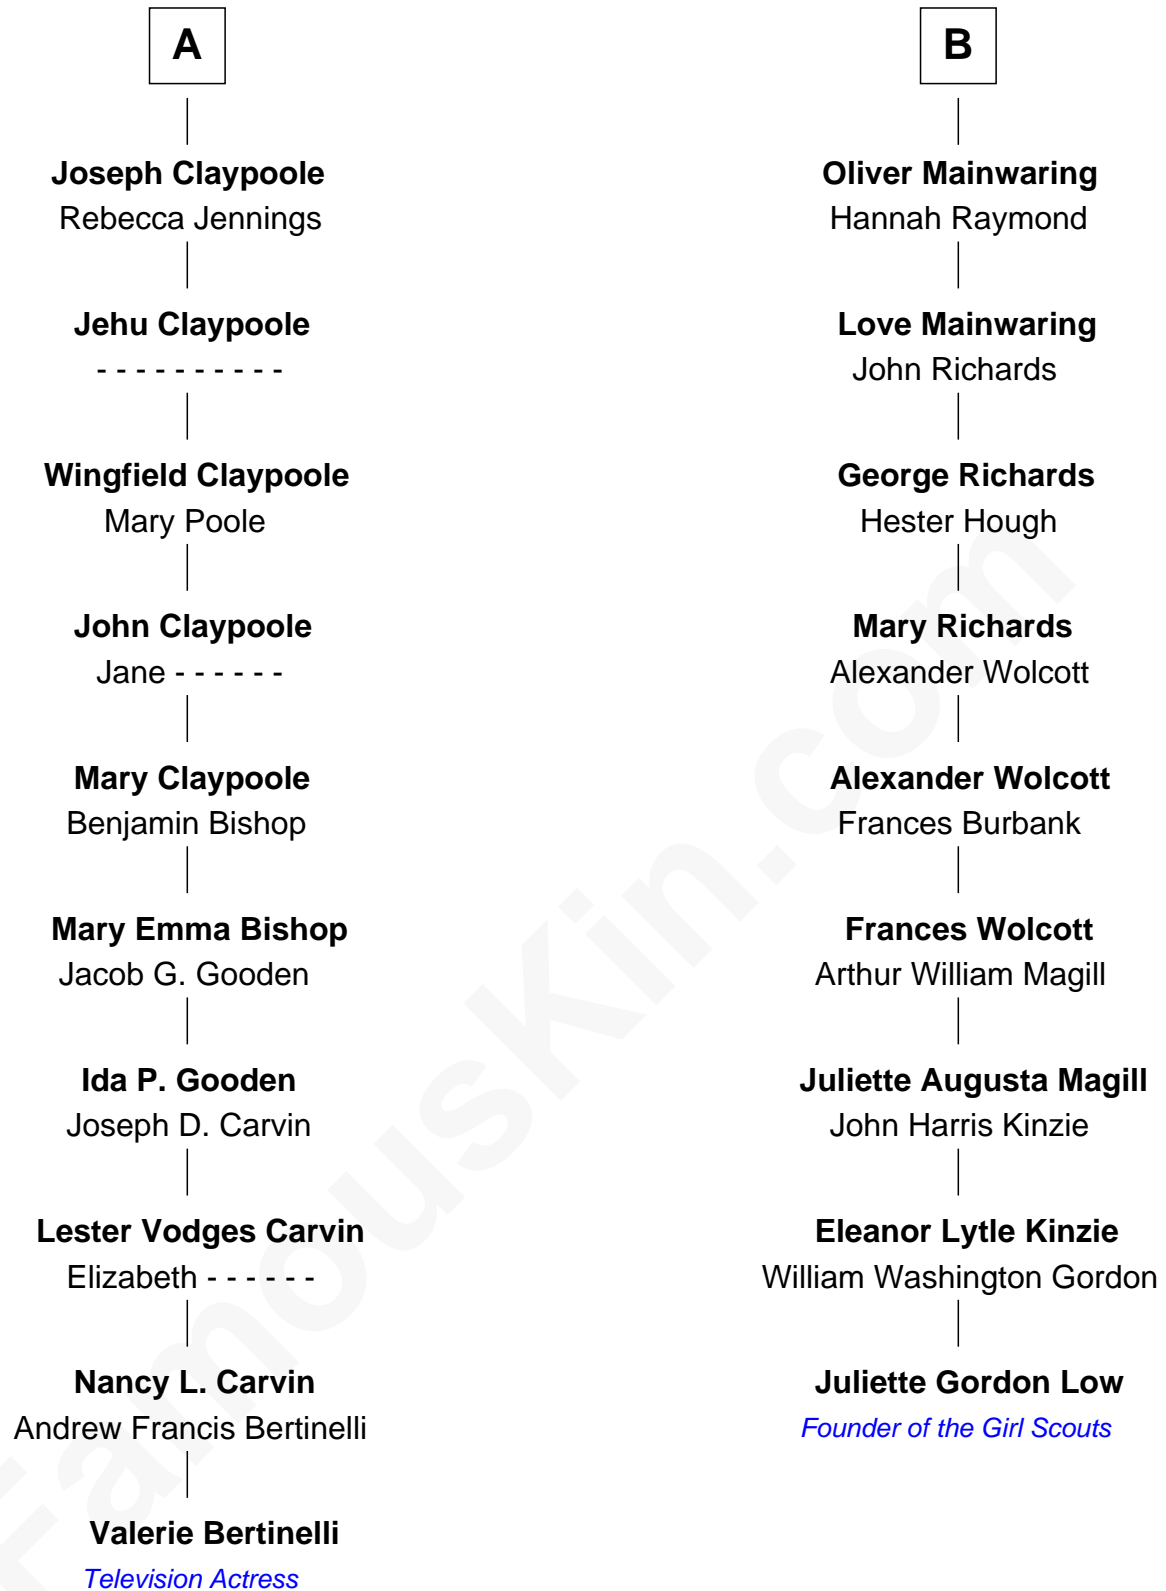 A
Joseph Claypoole
Rebecca Jennings
Jehu Claypoole
- - - - - - - - - -
Wingfield Claypoole
Mary Poole
John Claypoole
Jane - - - - - -
Mary Claypoole
Benjamin Bishop
Mary Emma Bishop
Jacob G. Gooden
Ida P. Gooden
Joseph D. Carvin
Lester Vodges Carvin
Elizabeth - - - - - -
Nancy L. Carvin
Andrew Francis Bertinelli
Valerie Bertinelli
Television Actress
B
Oliver Mainwaring
Hannah Raymond
Love Mainwaring
John Richards
George Richards
Hester Hough
Mary Richards
Alexander Wolcott
Alexander Wolcott
Frances Burbank
Frances Wolcott
Arthur William Magill
Juliette Augusta Magill
John Harris Kinzie
Eleanor Lytle Kinzie
William Washington Gordon
Juliette Gordon Low
Founder of the Girl Scouts
FamousKin.com